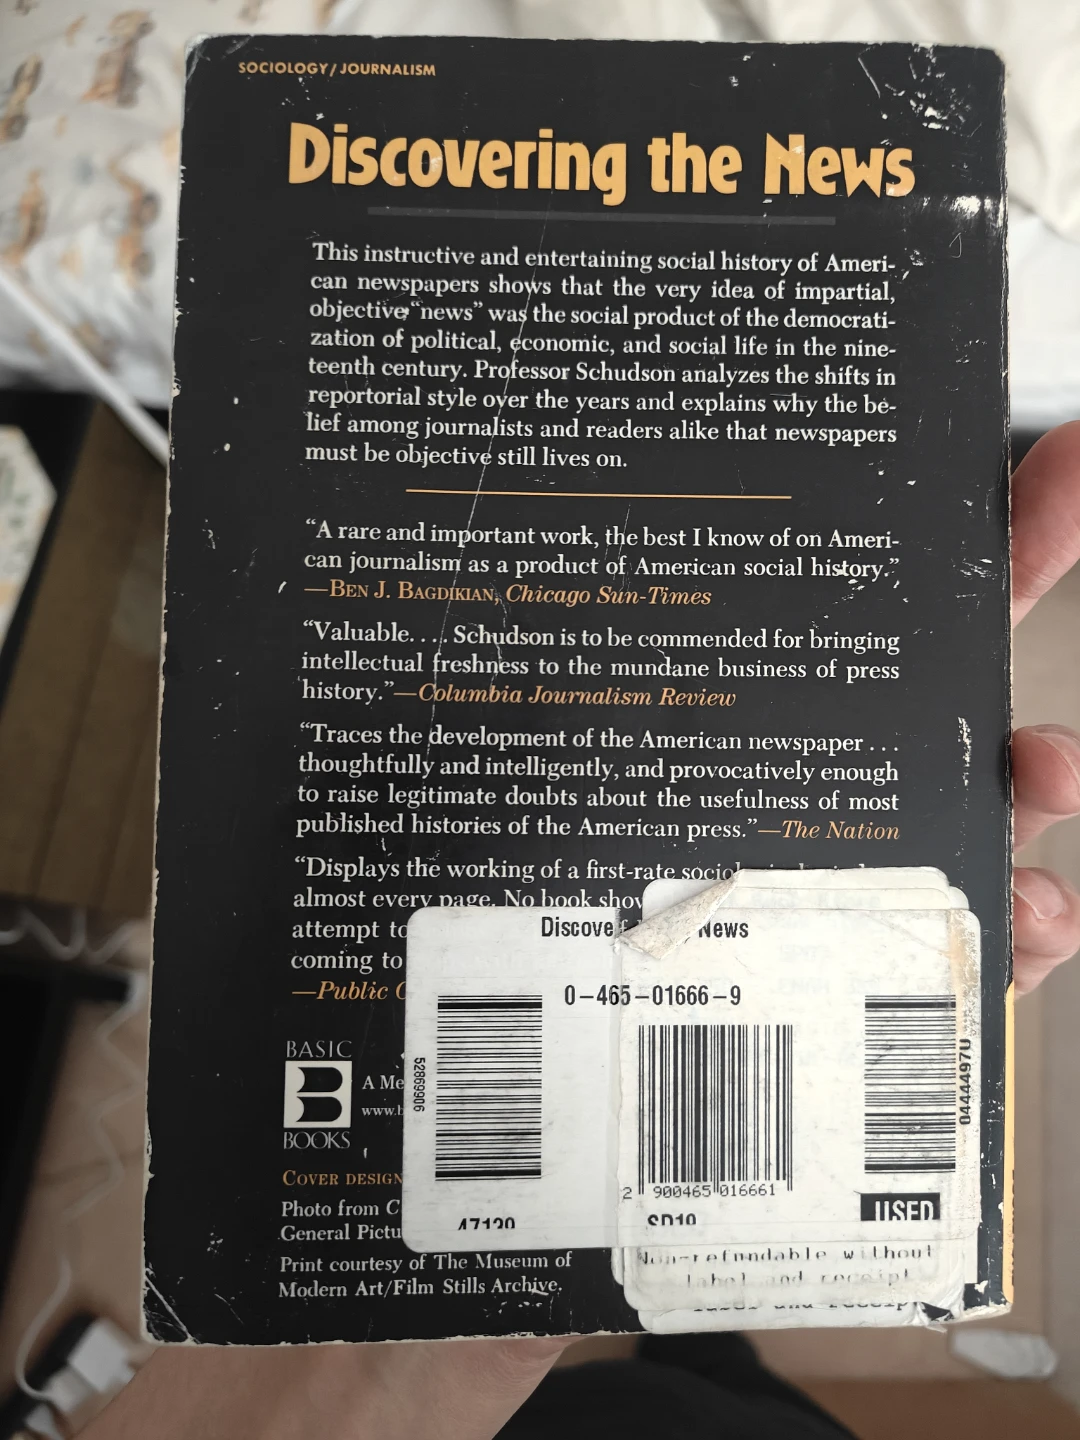 SOCIOLOGY/JOURNALISM
Discovering the News
This instructive and entertaining social history of Ameri-
can newspapers shows that the very idea of impartial,
objective "news" was the social product of the democrati-
zation of political, economic, and social life in the nine-
teenth century. Professor Schudson analyzes the shifts in
reportorial style over the years and explains why the be-
lief among journalists and readers alike that newspapers
must be objective still lives on.
"A rare and important work, the best I know of on Ameri-
can journalism as a product of American social history."
—BEN J. BAGDIKIAN, Chicago Sun-Times
"Valuable. . . . Schudson is to be commended for bringing
intellectual freshness to the mundane business of press
history."—Columbia Journalism Review
"Traces the development of the American newspaper . . .
thoughtfully and intelligently, and provocatively enough
to raise legitimate doubts about the usefulness of most
published histories of the American press."—The Nation
"Displays the working of a first-rate
almost every page. No book
attempt to
coming to
—Public
Discove News
0-465-01666-9
52869906
04444970
2 900465 016661
47120
SD10
USED
Non-refundable without
label and receipt
label and receipt
BASIC
BOOKS
A Me
www.b
COVER DESIGN
Photo from C
General Pictu
Print courtesy of The Museum of
Modern Art/Film Stills Archive.